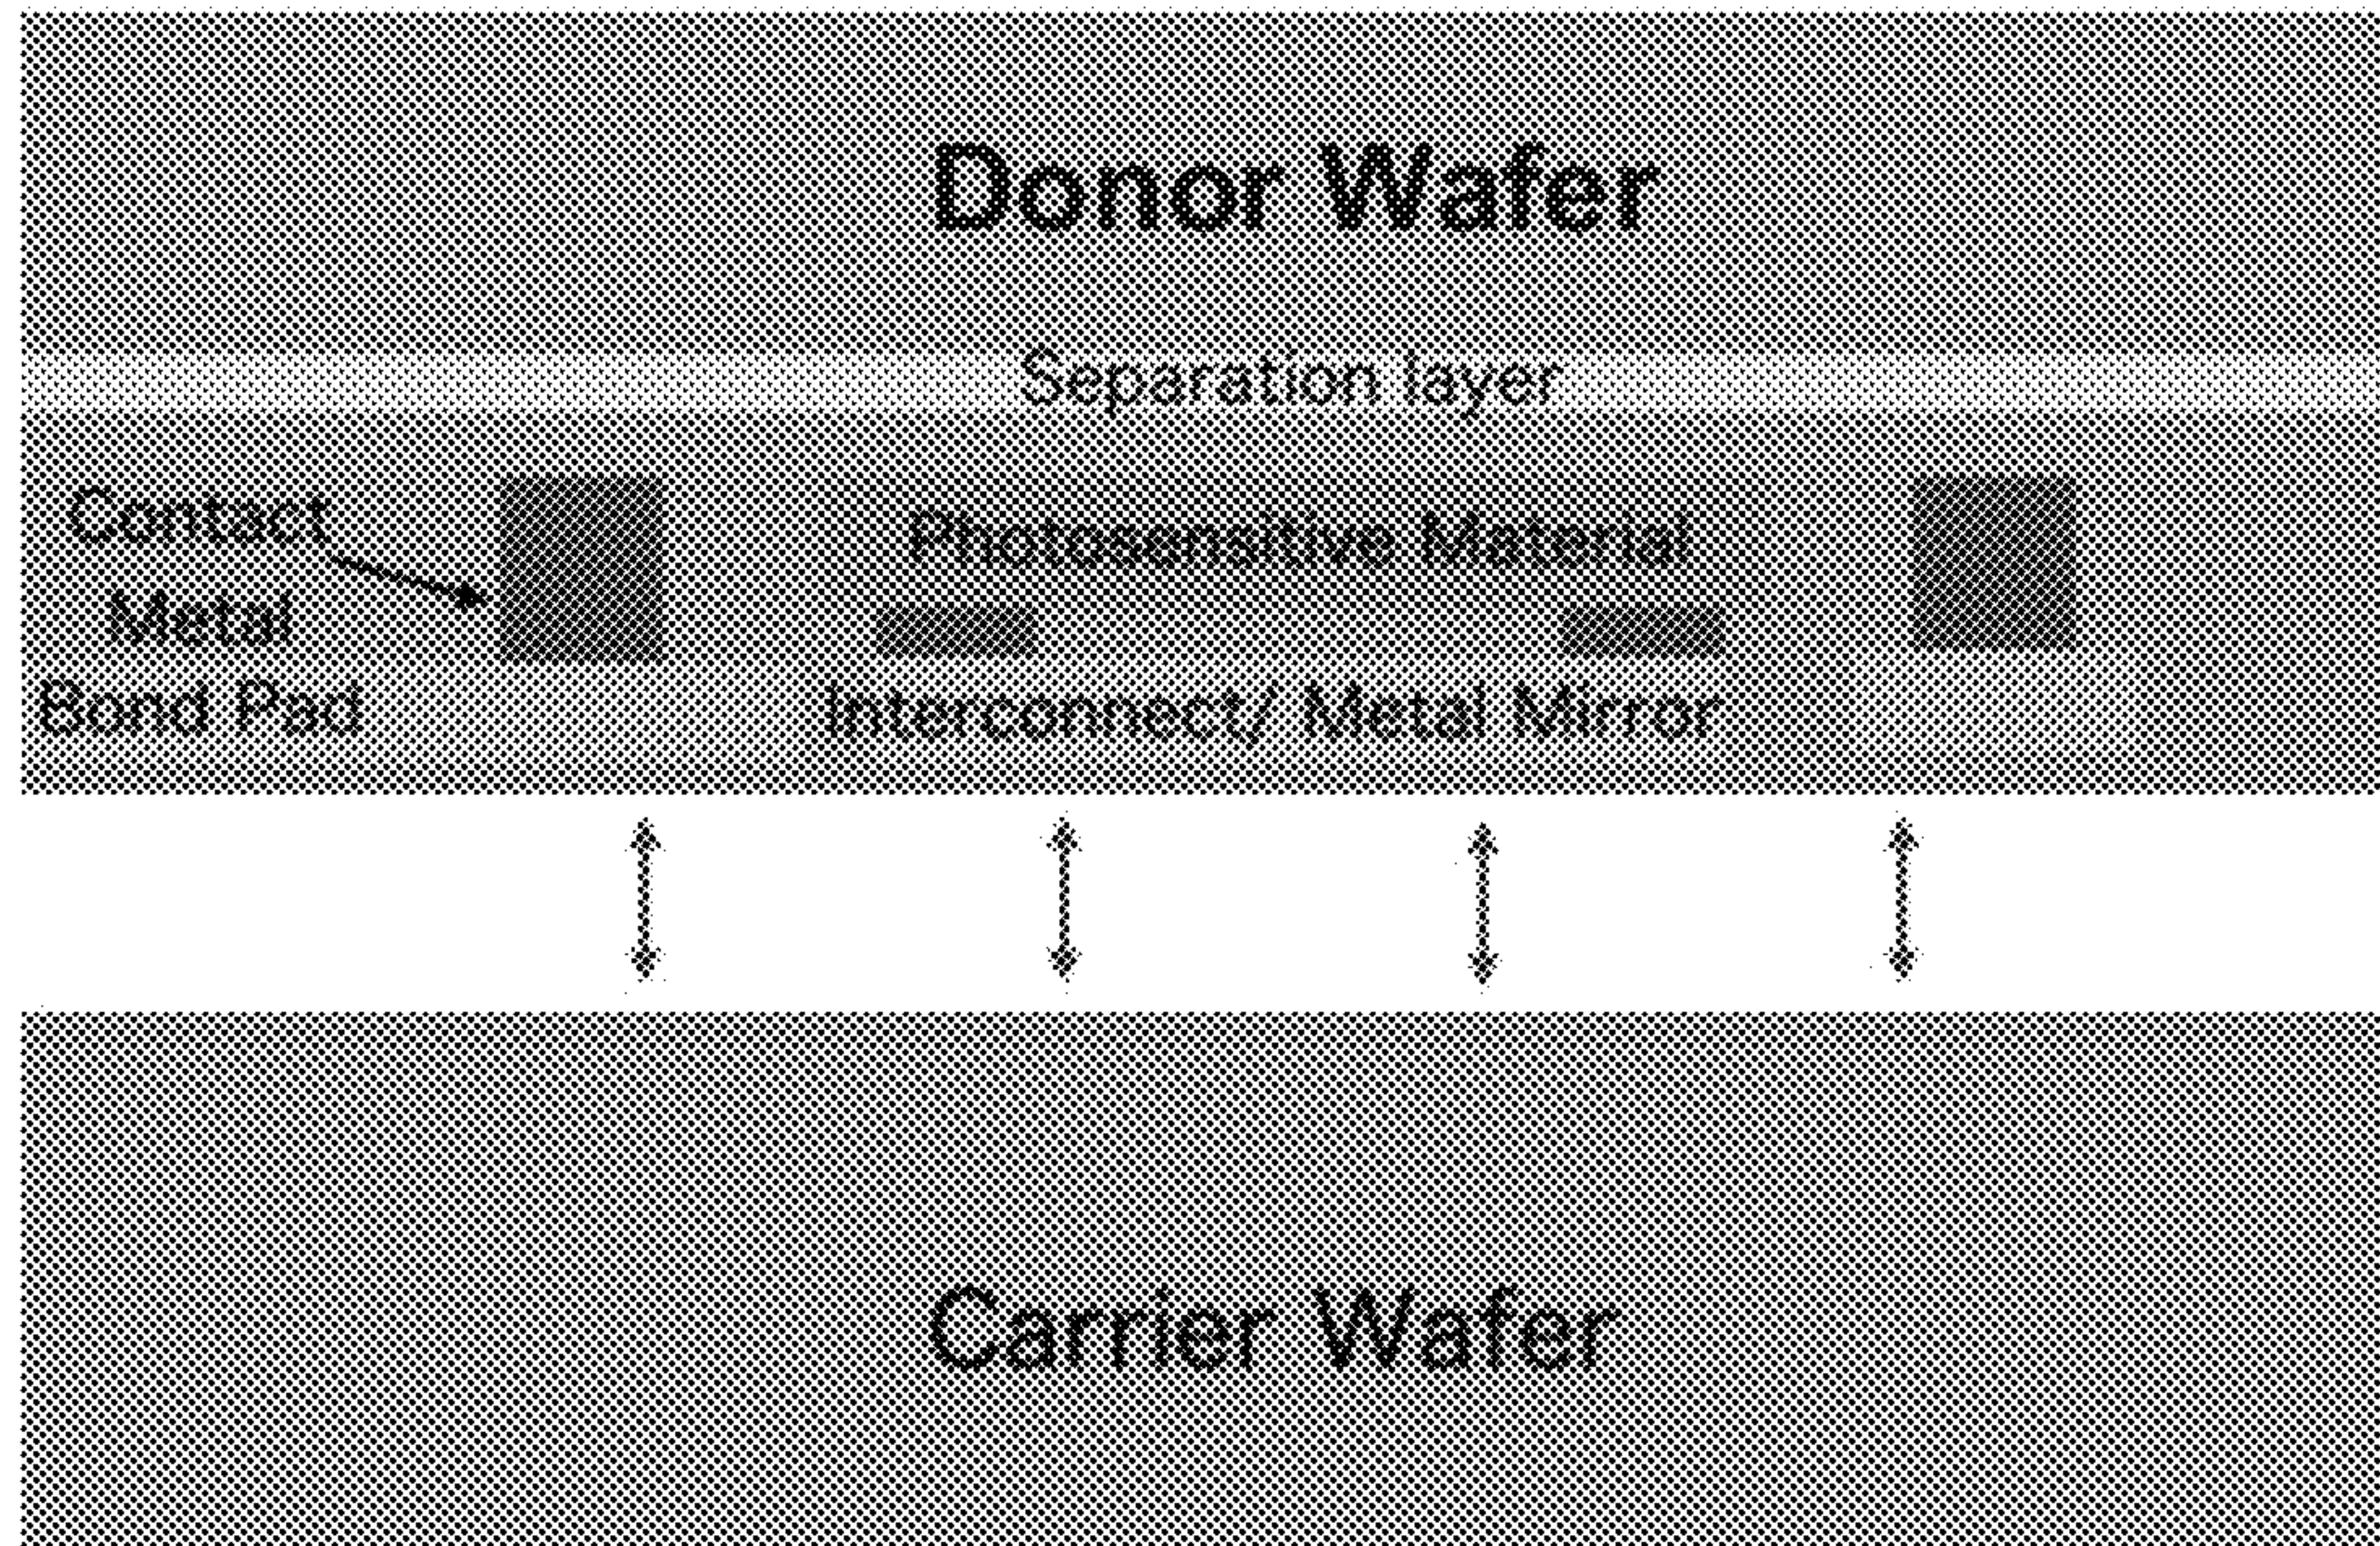 Donor Wafer
Separation layer
Contact
Metal
Bond Pad
Photosensitive Material
Interconnect/ Metal Mirror
Carrier Wafer